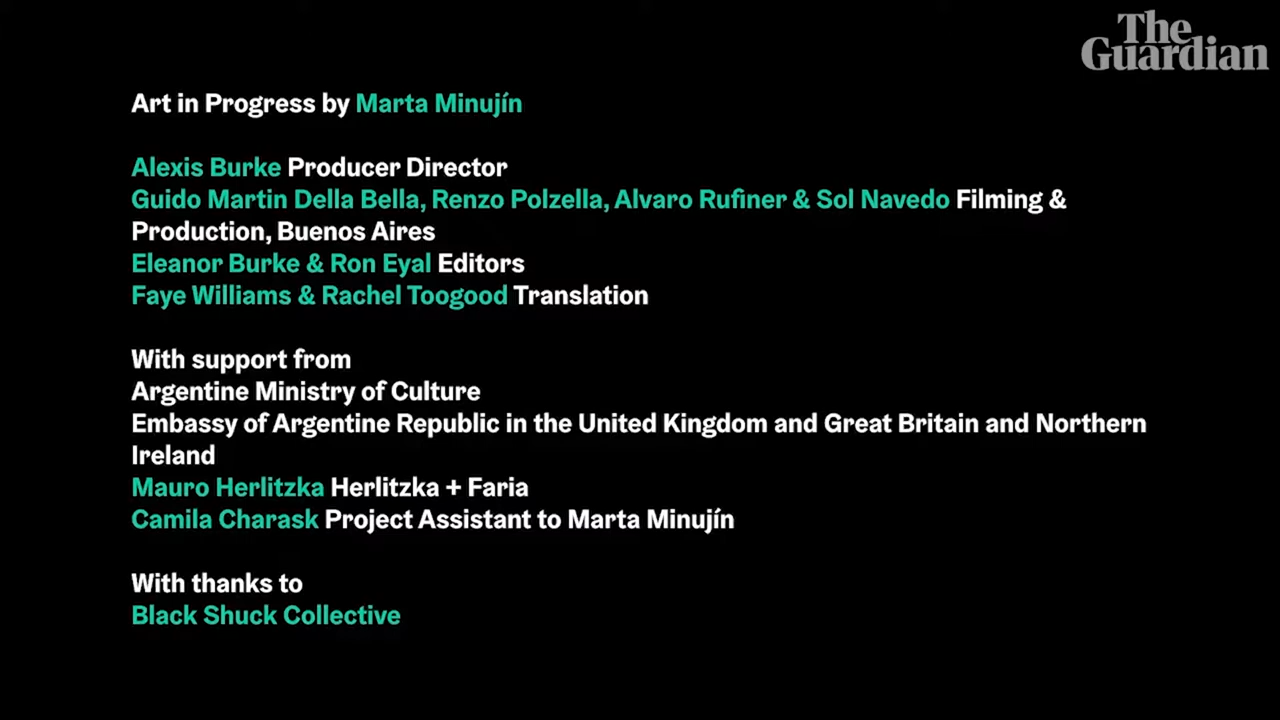 The
Guardian
Art in Progress by Marta Minujín
Alexis Burke Producer Director
Guido Martin Della Bella, Renzo Polzella, Alvaro Rufiner & Sol Navedo Filming &
Production, Buenos Aires
Eleanor Burke & Ron Eyal Editors
Faye Williams & Rachel Toogood Translation
With support from
Argentine Ministry of Culture
Embassy of Argentine Republic in the United Kingdom and Great Britain and Northern
Ireland
Mauro Herlitzka Herlitzka + Faria
Camila Charask Project Assistant to Marta Minujín
With thanks to
Black Shuck Collective